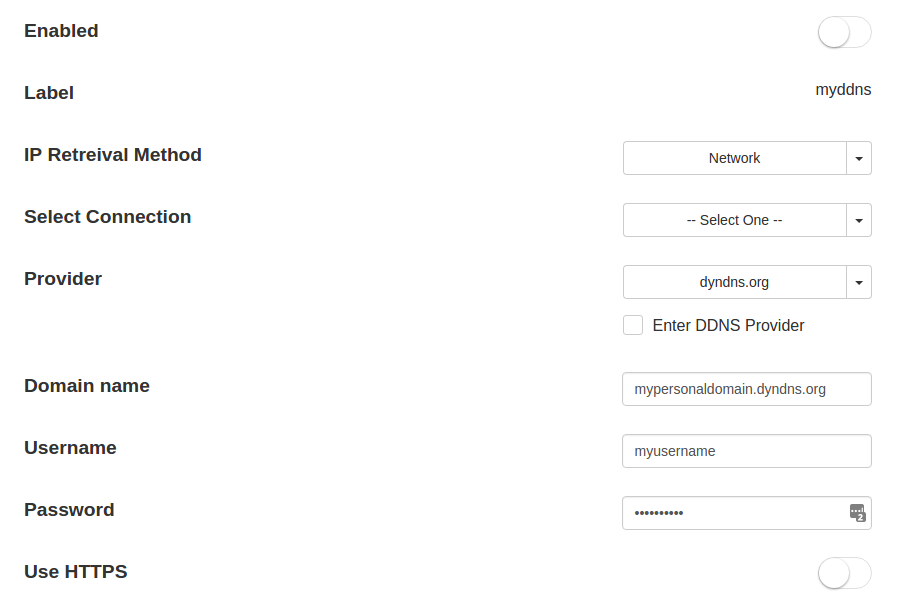 Enabled
Label
myddns
IP Retreival Method
Network
Select Connection
-- Select One --
Provider
dyndns.org
Enter DDNS Provider
Domain name
mypersonaldomain.dyndns.org
Username
myusername
Password
••••••••••
2
Use HTTPS